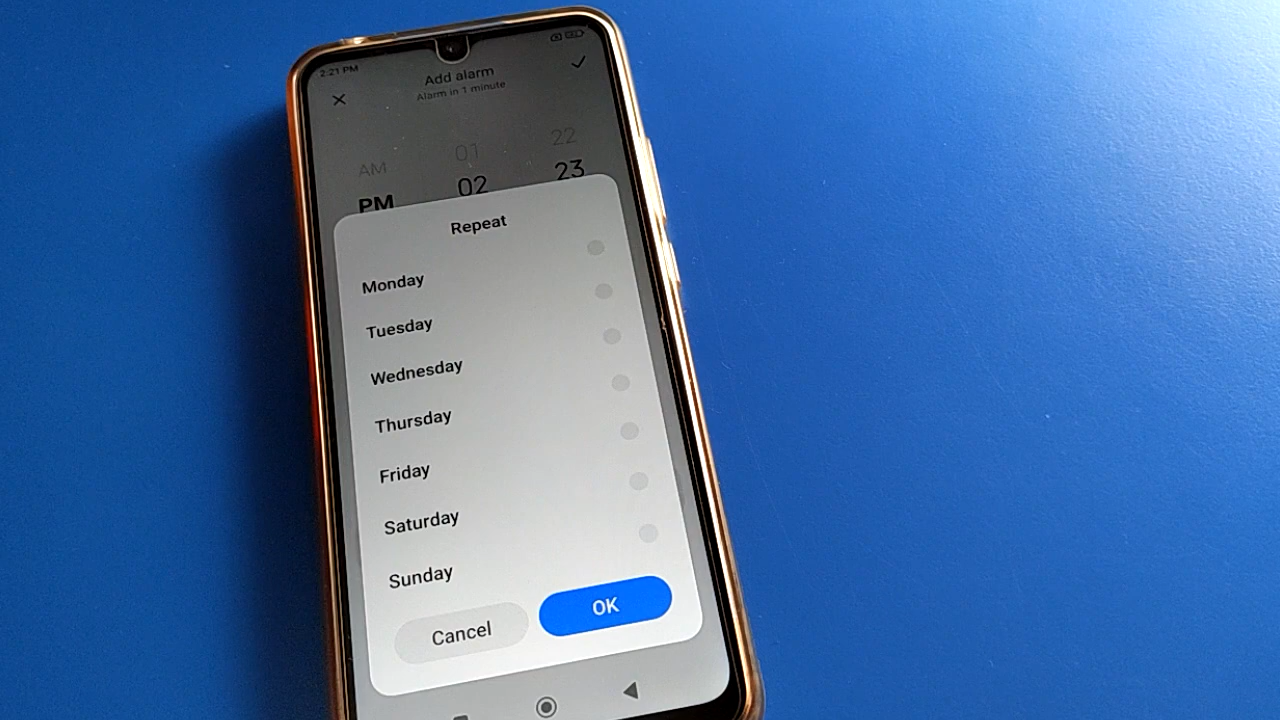 2:21 PM
Add alarm
Alarm in 1 minute
AM 01 22
PM 02 23
Repeat
Monday
Tuesday
Wednesday
Thursday
Friday
Saturday
Sunday
Cancel OK